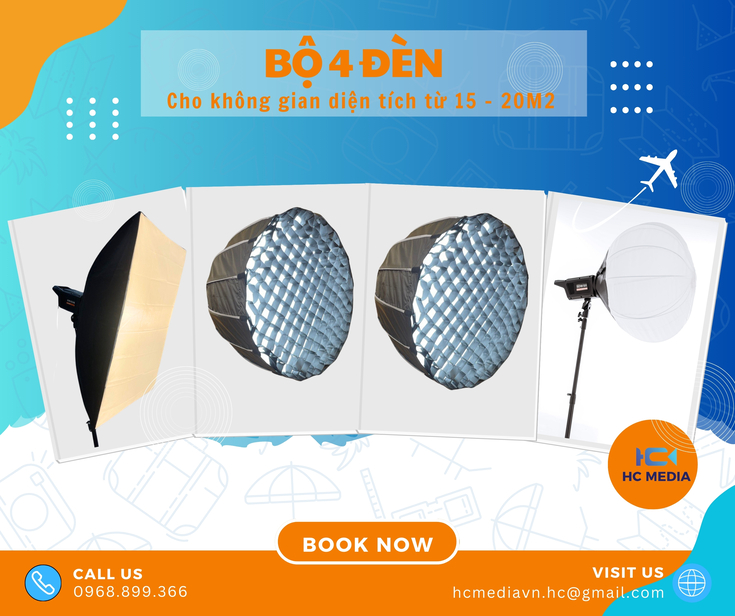 BỘ 4 ĐÈN
Cho không gian diện tích từ 15 - 20M2
HC MEDIA
BOOK NOW
CALL US
0968.899.366
VISIT US
hcmediavn.hc@gmail.com